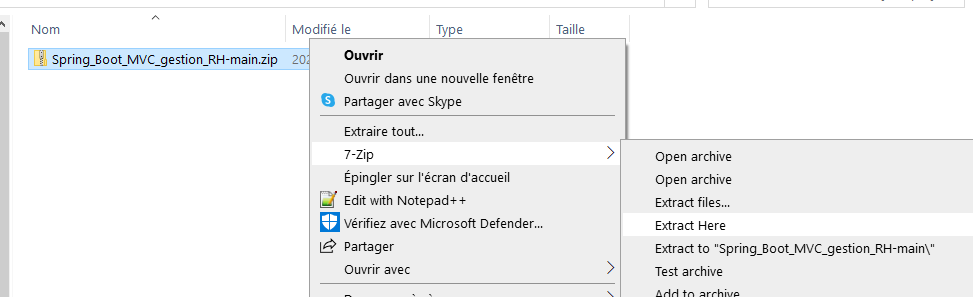 Nom Modifié le Type Taille
Spring_Boot_MVC_gestion_RH-main.zip 202
Ouvrir
Ouvrir dans une nouvelle fenêtre
Partager avec Skype
Extraire tout...
7-Zip
Épingler sur l'écran d'accueil
Edit with Notepad++
Vérifiez avec Microsoft Defender...
Partager
Ouvrir avec
Open archive
Open archive
Extract files...
Extract Here
Extract to "Spring_Boot_MVC_gestion_RH-main\"
Test archive
Add to archive